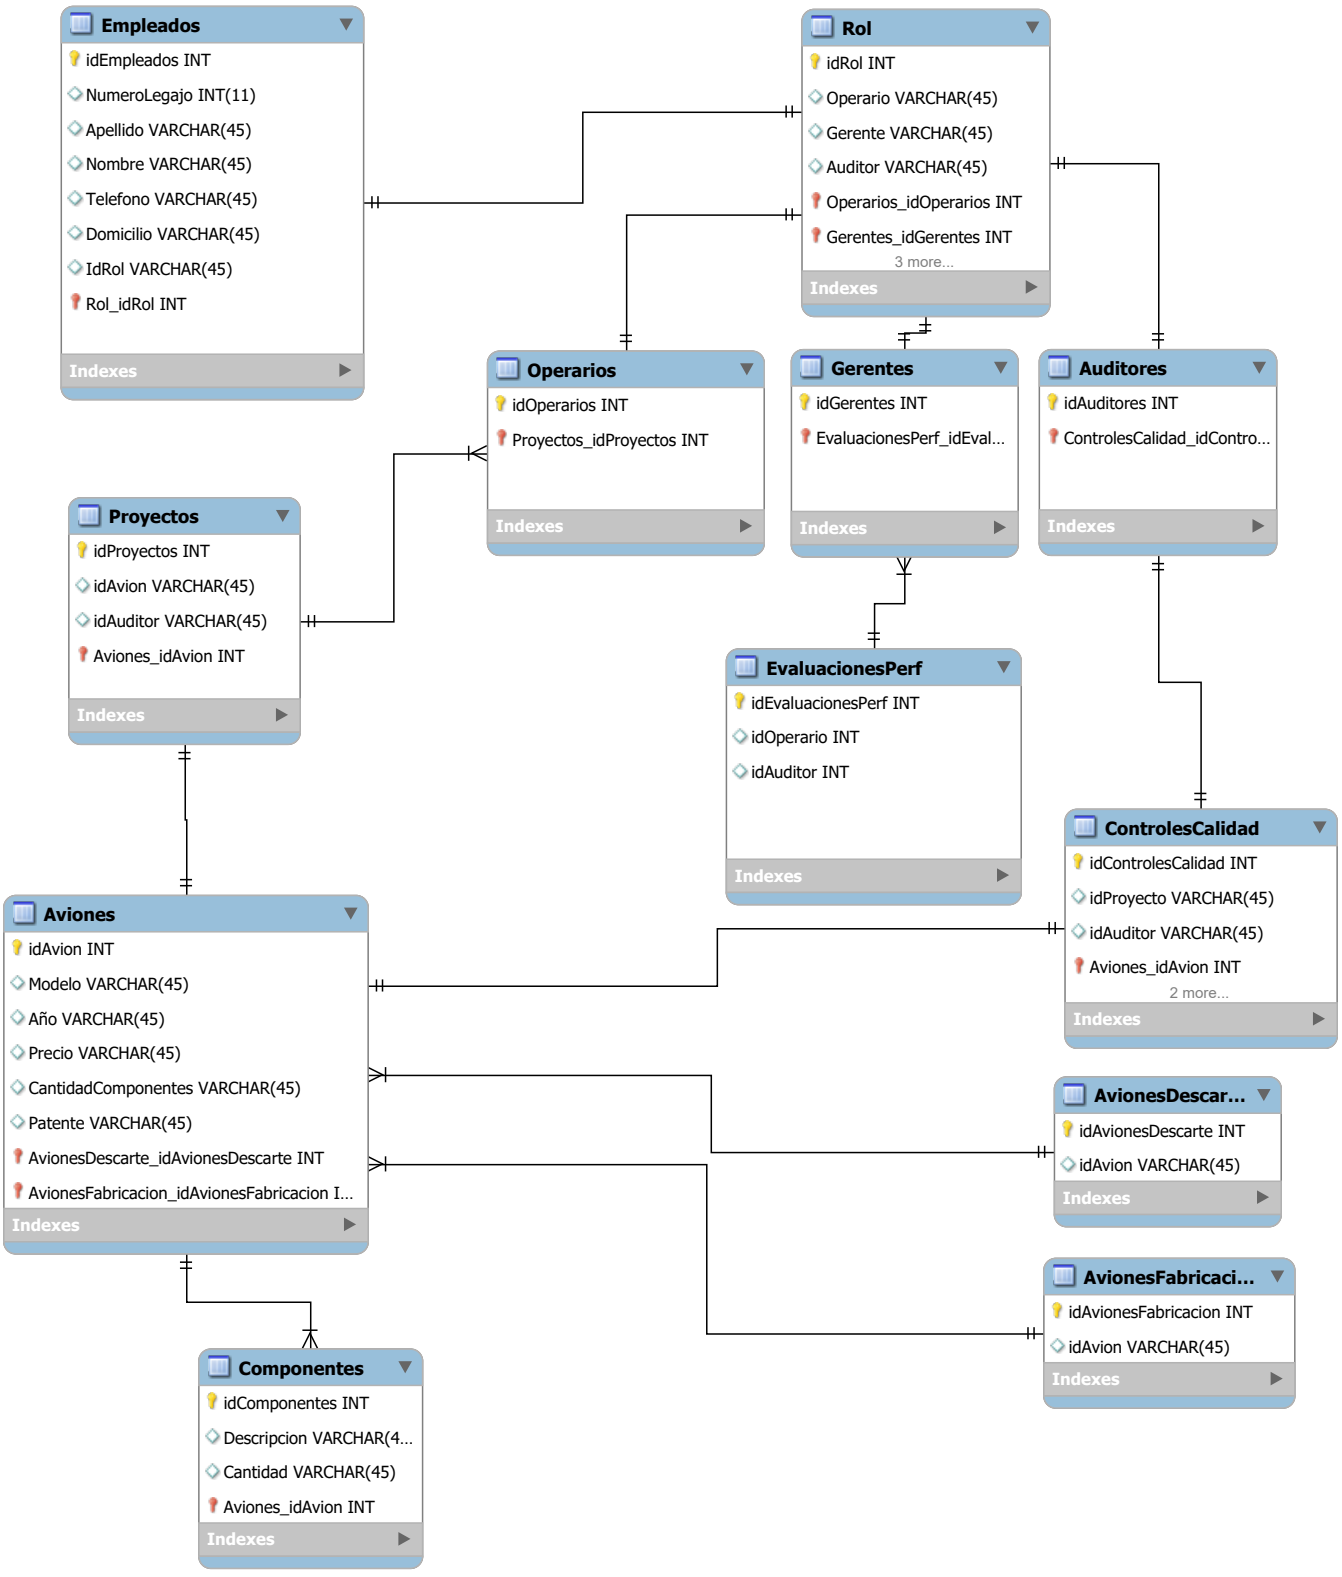 Empleados
idEmpleados INT
NumeroLegajo INT(11)
Apellido VARCHAR(45)
Nombre VARCHAR(45)
Telefono VARCHAR(45)
Domicilio VARCHAR(45)
IdRol VARCHAR(45)
Rol_idRol INT
Indexes
Rol
idRol INT
Operario VARCHAR(45)
Gerente VARCHAR(45)
Auditor VARCHAR(45)
Operarios_idOperarios INT
Gerentes_idGerentes INT
3 more...
Indexes
Operarios
idOperarios INT
Proyectos_idProyectos INT
Indexes
Gerentes
idGerentes INT
EvaluacionesPerf_idEval...
Indexes
Auditores
idAuditores INT
ControlesCalidad_idContro...
Indexes
Proyectos
idProyectos INT
idAvion VARCHAR(45)
idAuditor VARCHAR(45)
Aviones_idAvion INT
Indexes
EvaluacionesPerf
idEvaluacionesPerf INT
idOperario INT
idAuditor INT
Indexes
ControlesCalidad
idControlesCalidad INT
idProyecto VARCHAR(45)
idAuditor VARCHAR(45)
Aviones_idAvion INT
2 more...
Indexes
Aviones
idAvion INT
Modelo VARCHAR(45)
Año VARCHAR(45)
Precio VARCHAR(45)
CantidadComponentes VARCHAR(45)
Patente VARCHAR(45)
AvionesDescarte_idAvionesDescarte INT
AvionesFabricacion_idAvionesFabricacion I...
Indexes
AvionesDescar...
idAvionesDescarte INT
idAvion VARCHAR(45)
Indexes
AvionesFabricaci...
idAvionesFabricacion INT
idAvion VARCHAR(45)
Indexes
Componentes
idComponentes INT
Descripcion VARCHAR(4...
Cantidad VARCHAR(45)
Aviones_idAvion INT
Indexes